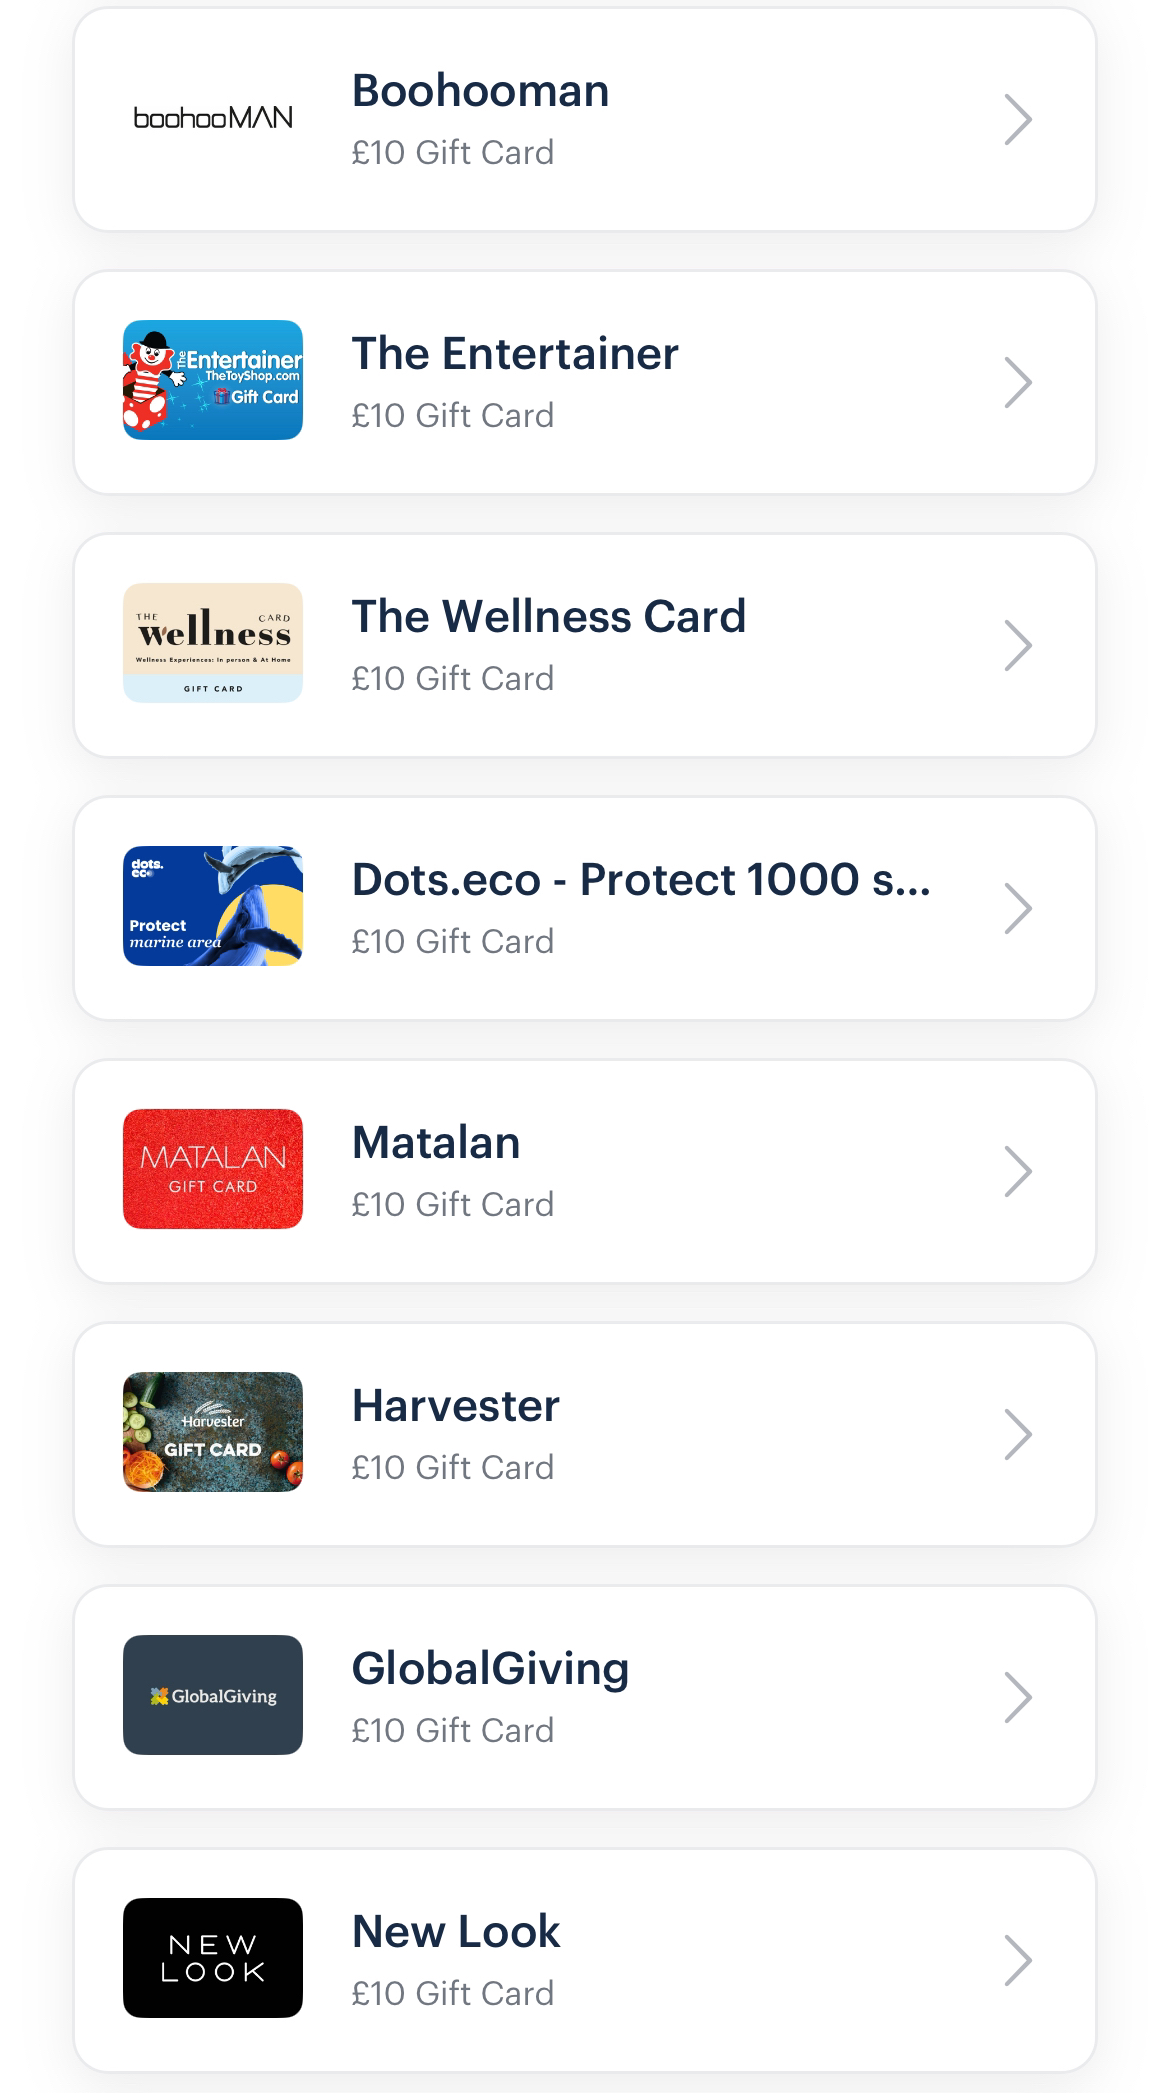 boohooMAN
Boohooman
£10 Gift Card
The Entertainer
TheToyShop.com
Gift Card
The Entertainer
£10 Gift Card
THE CARD
wellness
Wellness Experiences: In person & At Home
GIFT CARD
The Wellness Card
£10 Gift Card
dots.
eco
Protect
marine area
Dots.eco - Protect 1000 s...
£10 Gift Card
MATALAN
GIFT CARD
Matalan
£10 Gift Card
Harvester
GIFT CARD
Harvester
£10 Gift Card
GlobalGiving
GlobalGiving
£10 Gift Card
NEW
LOOK
New Look
£10 Gift Card